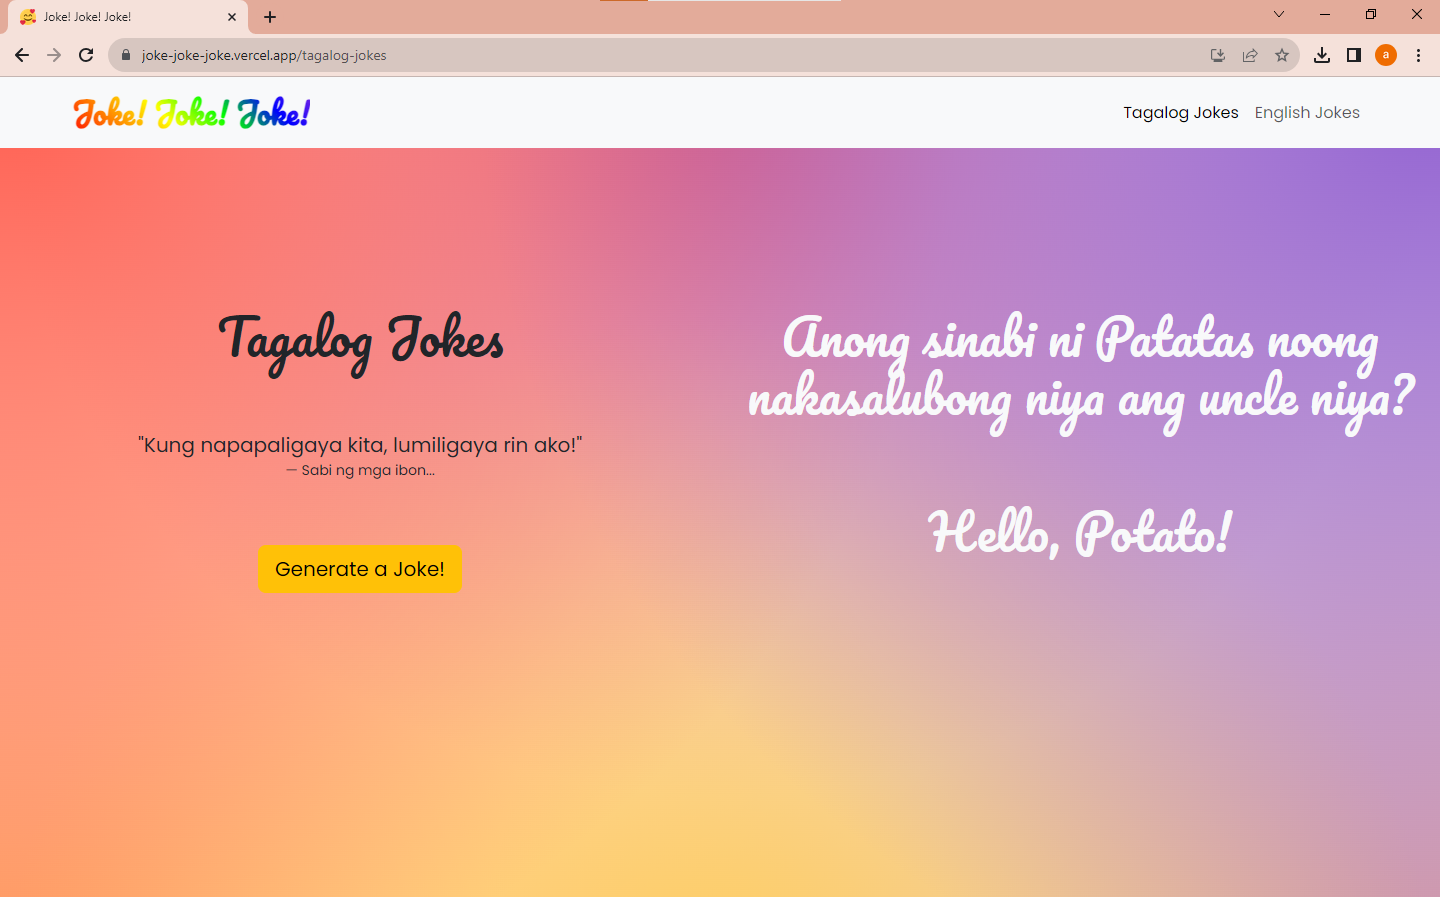 Joke! Joke! Joke!
joke-joke-joke.vercel.app/tagalog-jokes
a
Joke! Joke! Joke!
Tagalog Jokes
English Jokes
Tagalog Jokes
"Kung napapaligaya kita, lumiligaya rin ako!"
— Sabi ng mga ibon...
Generate a Joke!
Anong sinabi ni Patatas noong
nakasalubong niya ang uncle niya?
Hello, Potato!